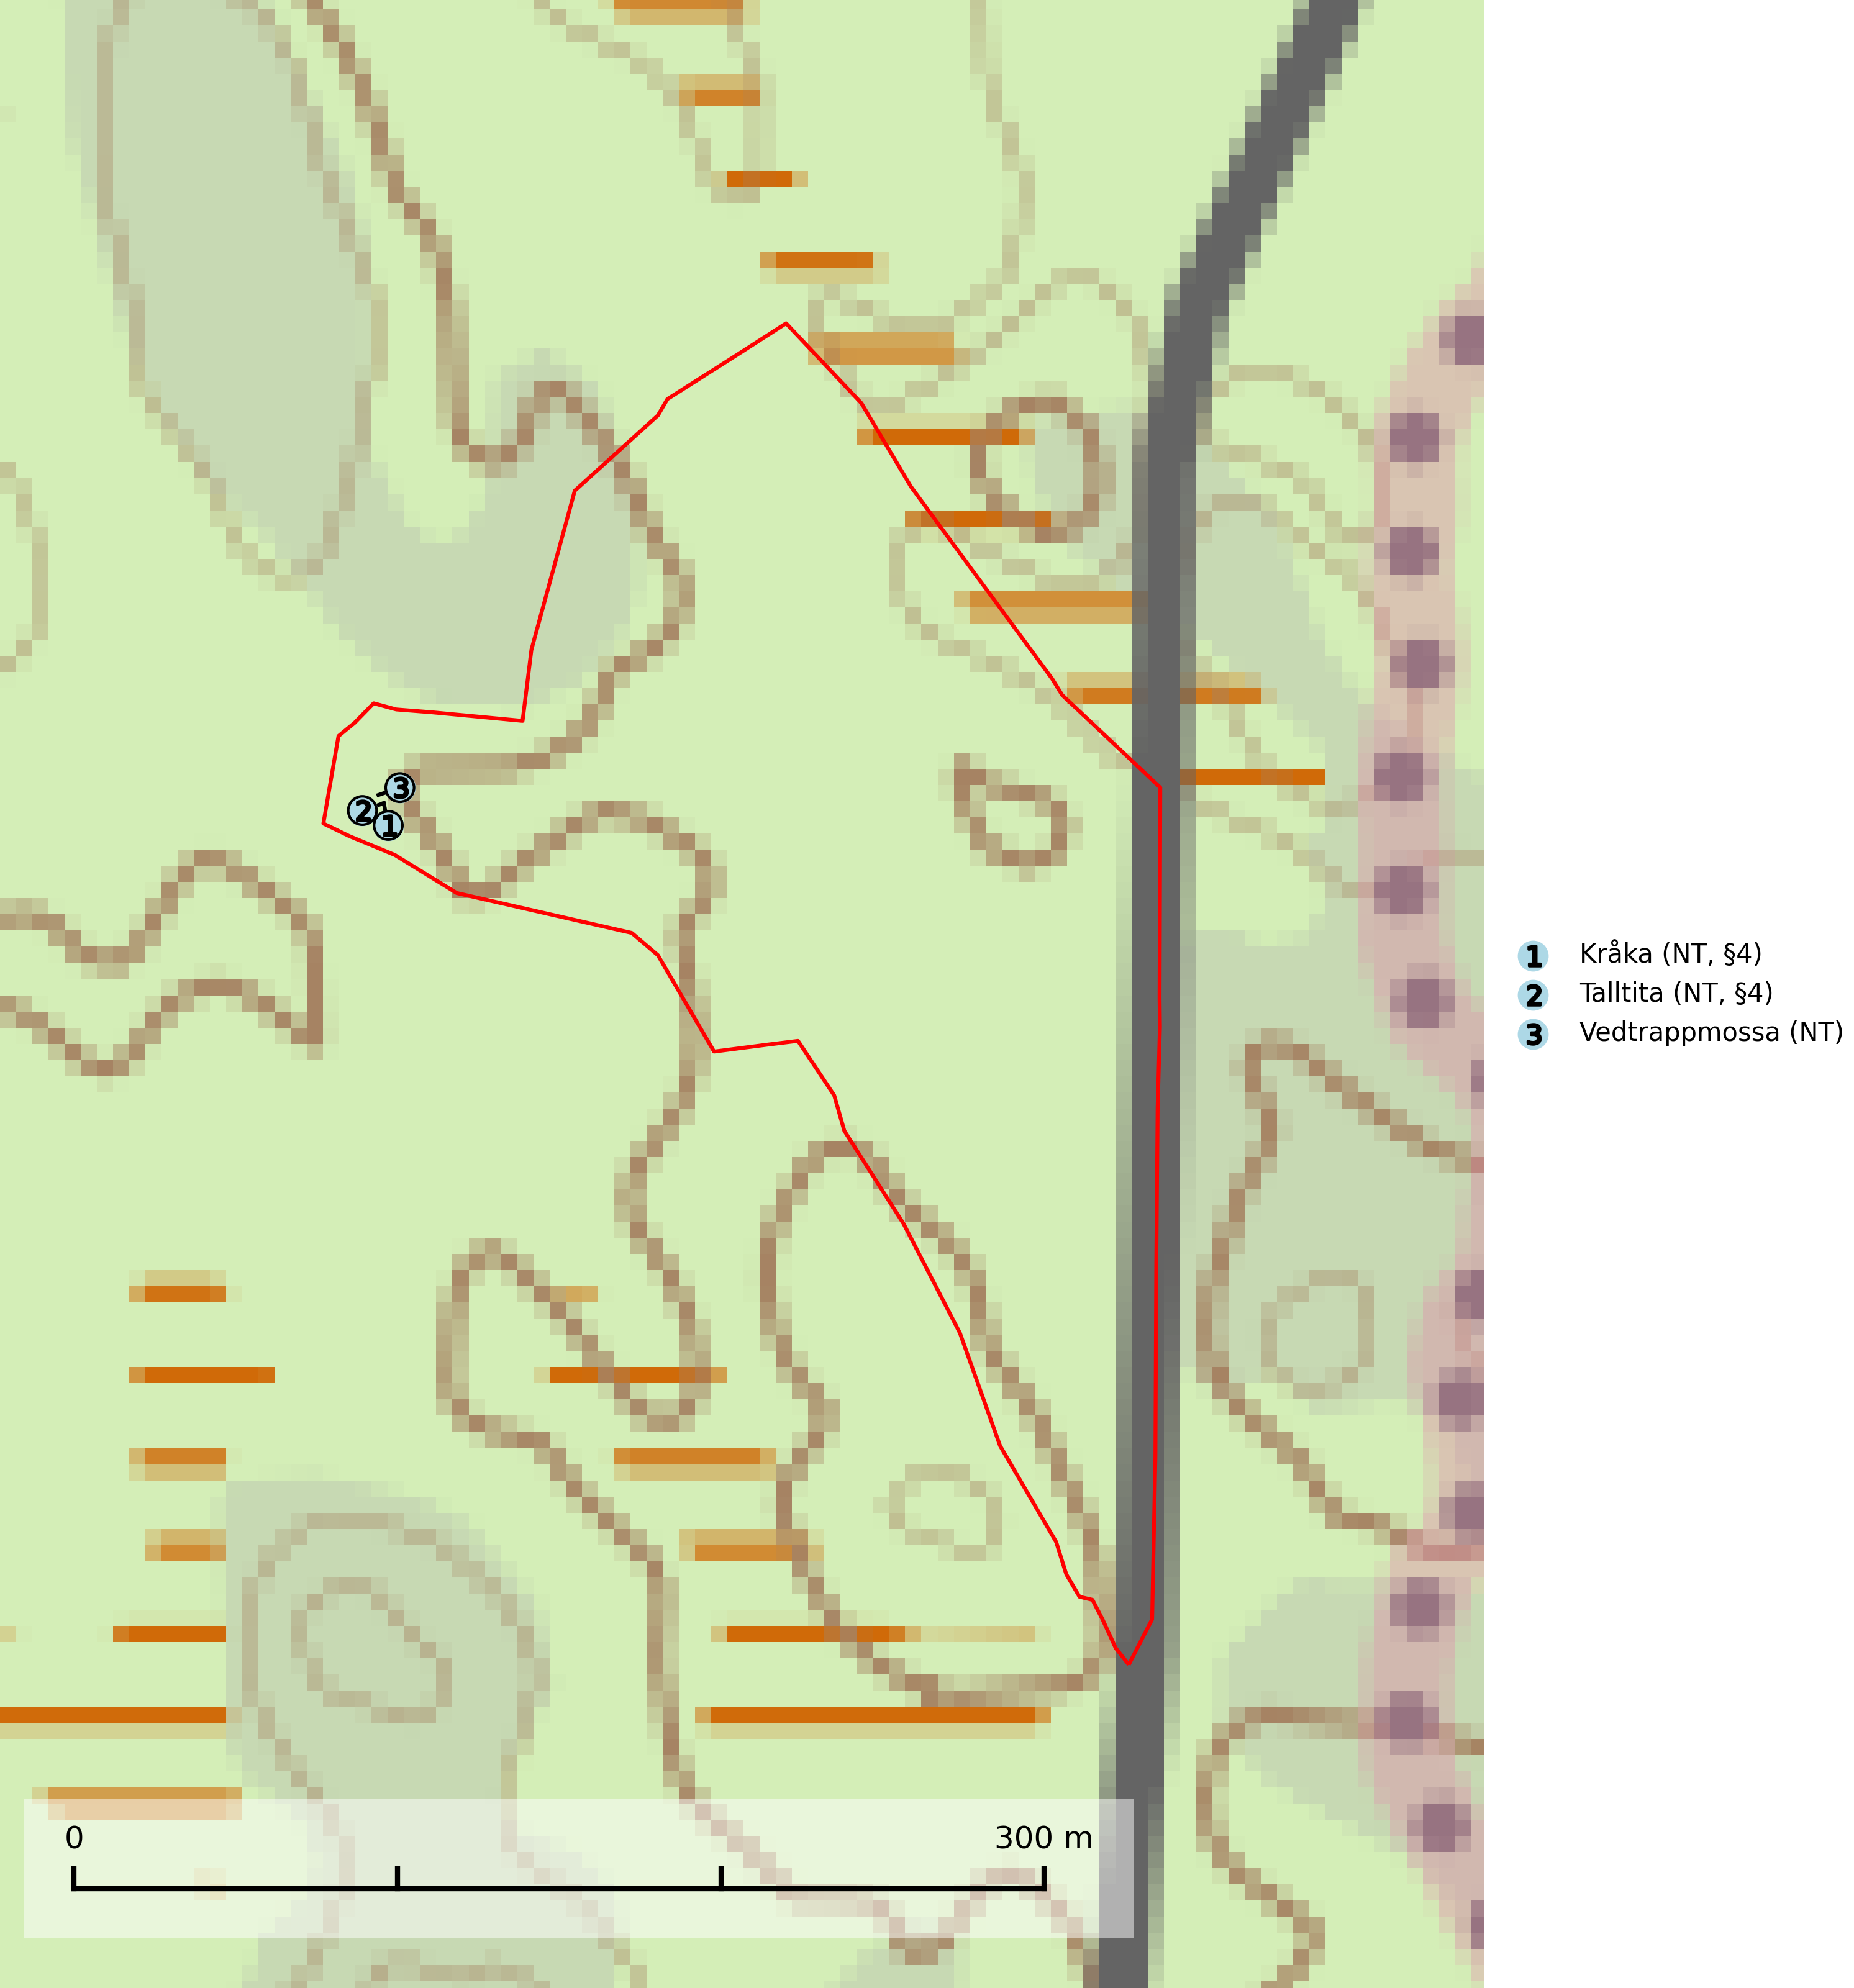 3
2
1
1 Kråka (NT, §4)
2 Talltita (NT, §4)
3 Vedtrappmossa (NT)
0 300 m